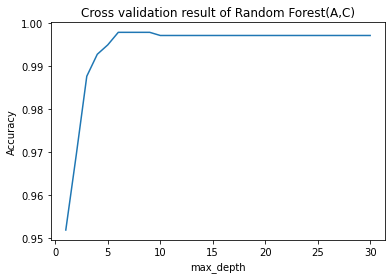 Cross validation result of Random Forest(A,C)
1.00
0.99
0.98
0.97
0.96
0.95
Accuracy
0 5 10 15 20 25 30
max_depth